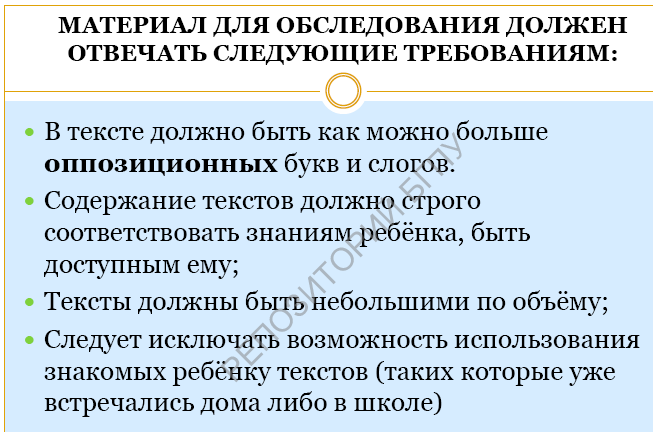 МАТЕРИАЛ ДЛЯ ОБСЛЕДОВАНИЯ ДОЛЖЕН
ОТВЕЧАТЬ СЛЕДУЮЩИЕ ТРЕБОВАНИЯМ:
• В тексте должно быть как можно больше
оппозиционных букв и слогов.
• Содержание текстов должно строго
соответствовать знаниям ребёнка, быть
доступным ему;
• Тексты должны быть небольшими по объёму;
• Следует исключать возможность использования
знакомых ребёнку текстов (таких которые уже
встречались дома либо в школе)
РЕПОЗИТОРИЙ БГПУ